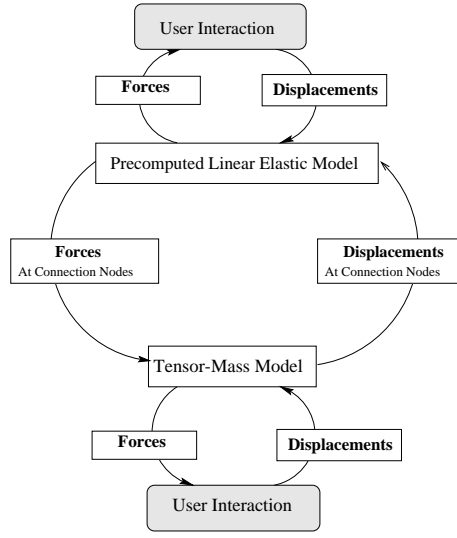 User Interaction
Forces
Displacements
Precomputed Linear Elastic Model
Forces
At Connection Nodes
Displacements
At Connection Nodes
Tensor-Mass Model
Forces
Displacements
User Interaction